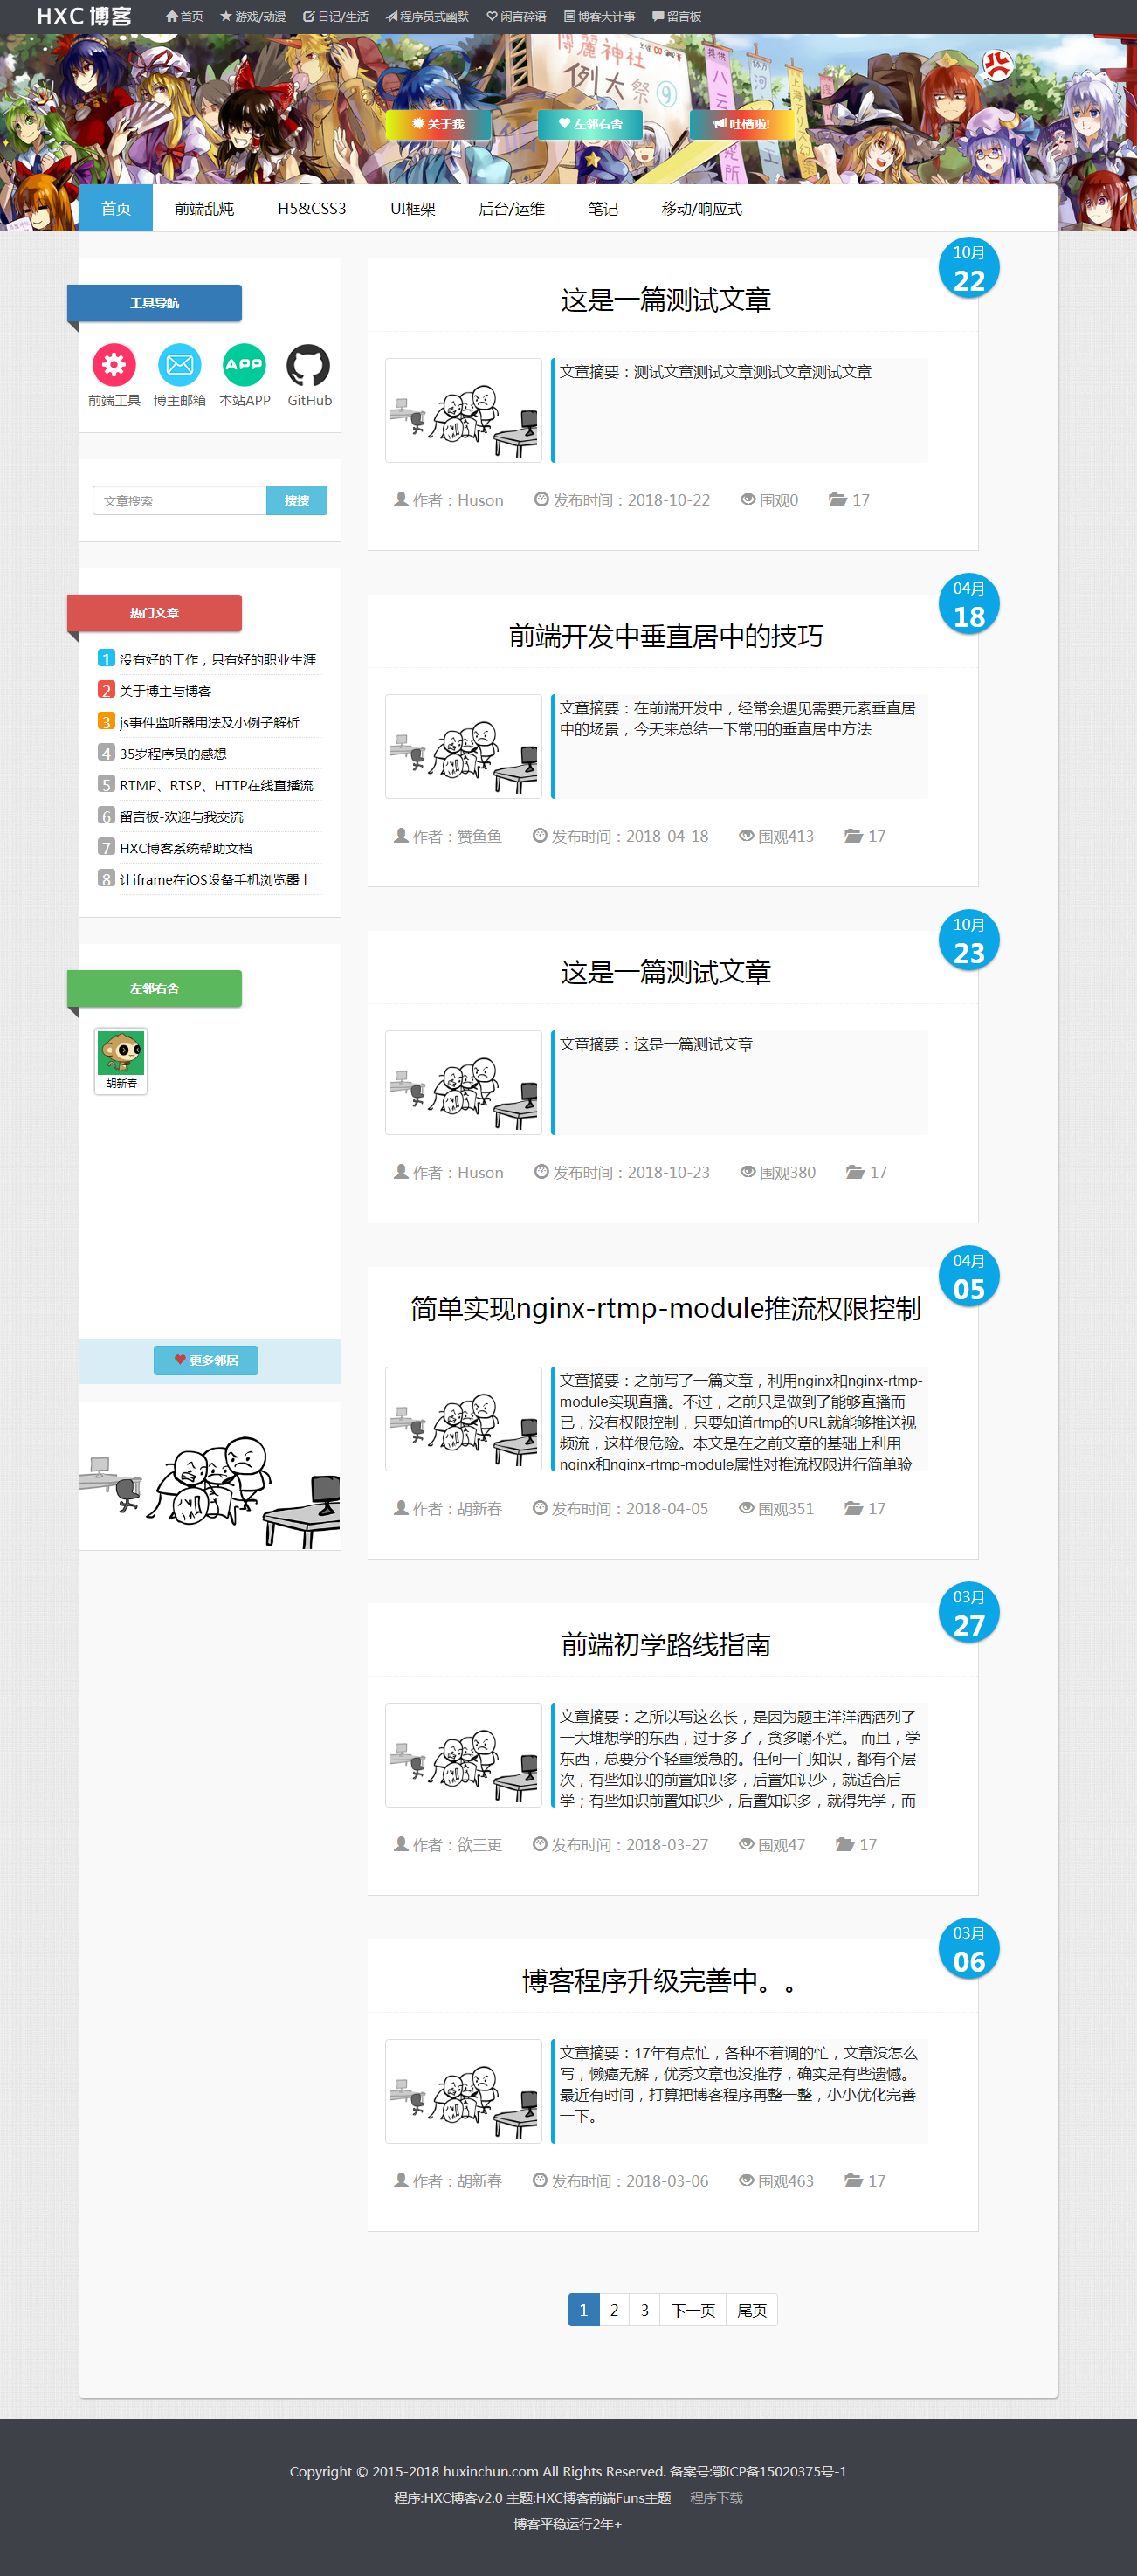 HXC 博客
首页 游戏/动漫 日记/生活 程序员式幽默 闲言碎语 博客大计事 留言板
博麗神社
例大祭⑨
关于我 左邻右舍 吐槽啦!
首页 前端乱炖 H5&CSS3 UI框架 后台/运维 笔记 移动/响应式
工具导航
前端工具 博主邮箱 本站APP GitHub
APP
文章搜索 搜搜
热门文章
1 没有好的工作，只有好的职业生涯
2 关于博主与博客
3 js事件监听器用法及小例子解析
4 35岁程序员的感想
5 RTMP、RTSP、HTTP在线直播流
6 留言板-欢迎与我交流
7 HXC博客系统帮助文档
8 让iframe在iOS设备手机浏览器上
左邻右舍
胡新春
更多邻居
10月
22
这是一篇测试文章
文章摘要：测试文章测试文章测试文章测试文章
作者：Huson 发布时间：2018-10-22 围观0 17
04月
18
前端开发中垂直居中的技巧
文章摘要：在前端开发中，经常会遇见需要元素垂直居
中的场景，今天来总结一下常用的垂直居中方法
作者：赞鱼鱼 发布时间：2018-04-18 围观413 17
10月
23
这是一篇测试文章
文章摘要：这是一篇测试文章
作者：Huson 发布时间：2018-10-23 围观380 17
04月
05
简单实现nginx-rtmp-module推流权限控制
文章摘要：之前写了一篇文章，利用nginx和nginx-rtmp-
module实现直播。不过，之前只是做到了能够直播而
已，没有权限控制，只要知道rtmp的URL就能够推送视
频流，这样很危险。本文是在之前文章的基础上利用
nginx和nginx-rtmp-module属性对推流权限进行简单验
作者：胡新春 发布时间：2018-04-05 围观351 17
03月
27
前端初学路线指南
文章摘要：之所以写这么长，是因为题主洋洋洒洒列了
一大堆想学的东西，过于多了，贪多嚼不烂。 而且，学
东西，总要分个轻重缓急的。任何一门知识，都有个层
次，有些知识的前置知识多，后置知识少，就适合后
学；有些知识前置知识少，后置知识多，就得先学，而
作者：欲三更 发布时间：2018-03-27 围观47 17
03月
06
博客程序升级完善中。。
文章摘要：17年有点忙，各种不着调的忙，文章没怎么
写，懒癌无解，优秀文章也没推荐，确实是有些遗憾。
最近有时间，打算把博客程序再整一整，小小优化完善
一下。
作者：胡新春 发布时间：2018-03-06 围观463 17
1 2 3 下一页 尾页
Copyright © 2015-2018 huxinchun.com All Rights Reserved. 备案号:鄂ICP备15020375号-1
程序:HXC博客v2.0 主题:HXC博客前端Funs主题 程序下载
博客平稳运行2年+